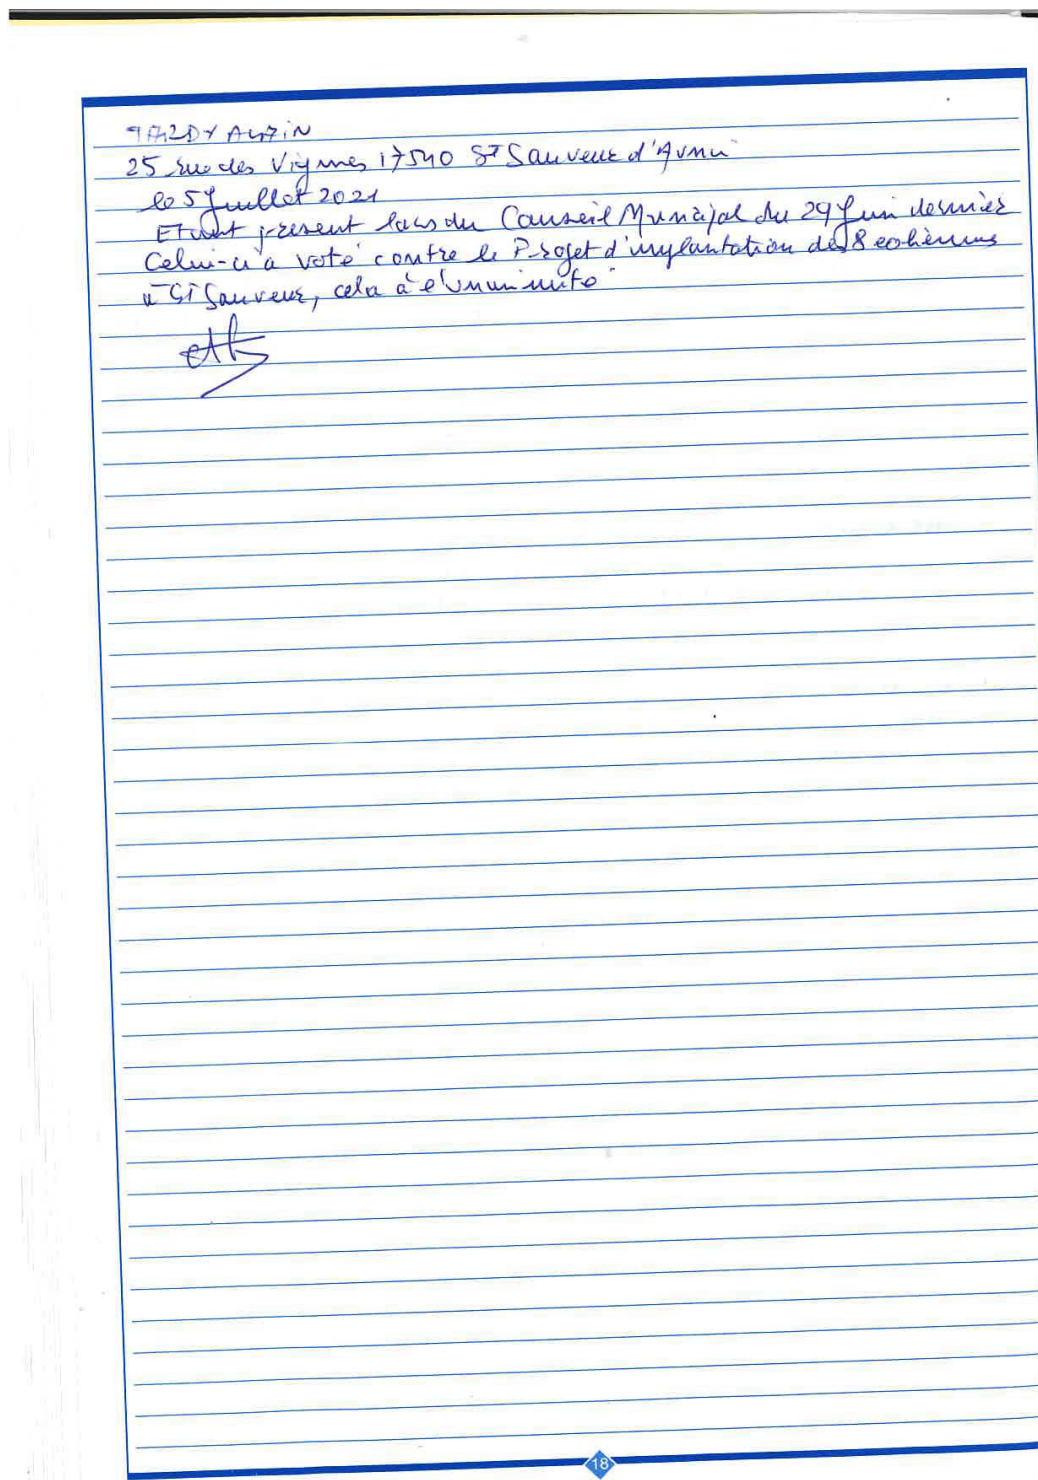 TARDY ALAIN
25 rue des Vignes 17540 St Sauveur d'Aunis
le 5 Juillet 2021
Etant présent lors du Conseil Municipal du 29 Juin dernier
Celui-ci a voté contre le Projet d'implantation des 8 eoliennes
à St Sauveur, cela à l'unanimité
18